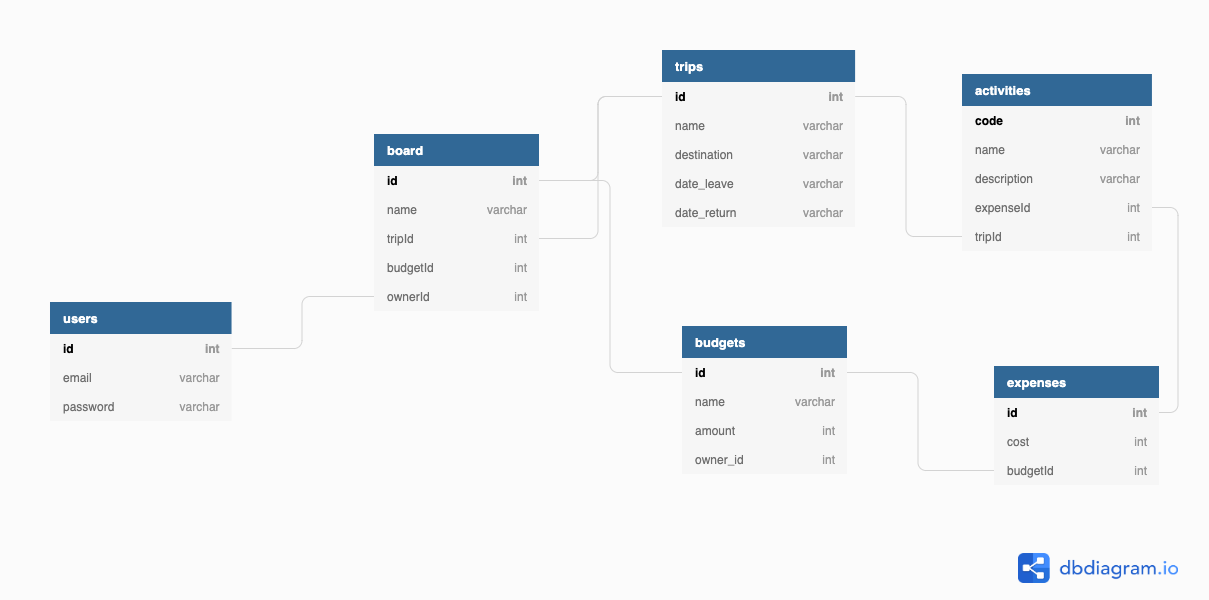 users
id int
email varchar
password varchar
board
id int
name varchar
tripId int
budgetId int
ownerId int
trips
id int
name varchar
destination varchar
date_leave varchar
date_return varchar
budgets
id int
name varchar
amount int
owner_id int
activities
code int
name varchar
description varchar
expenseId int
tripId int
expenses
id int
cost int
budgetId int
dbdiagram.io